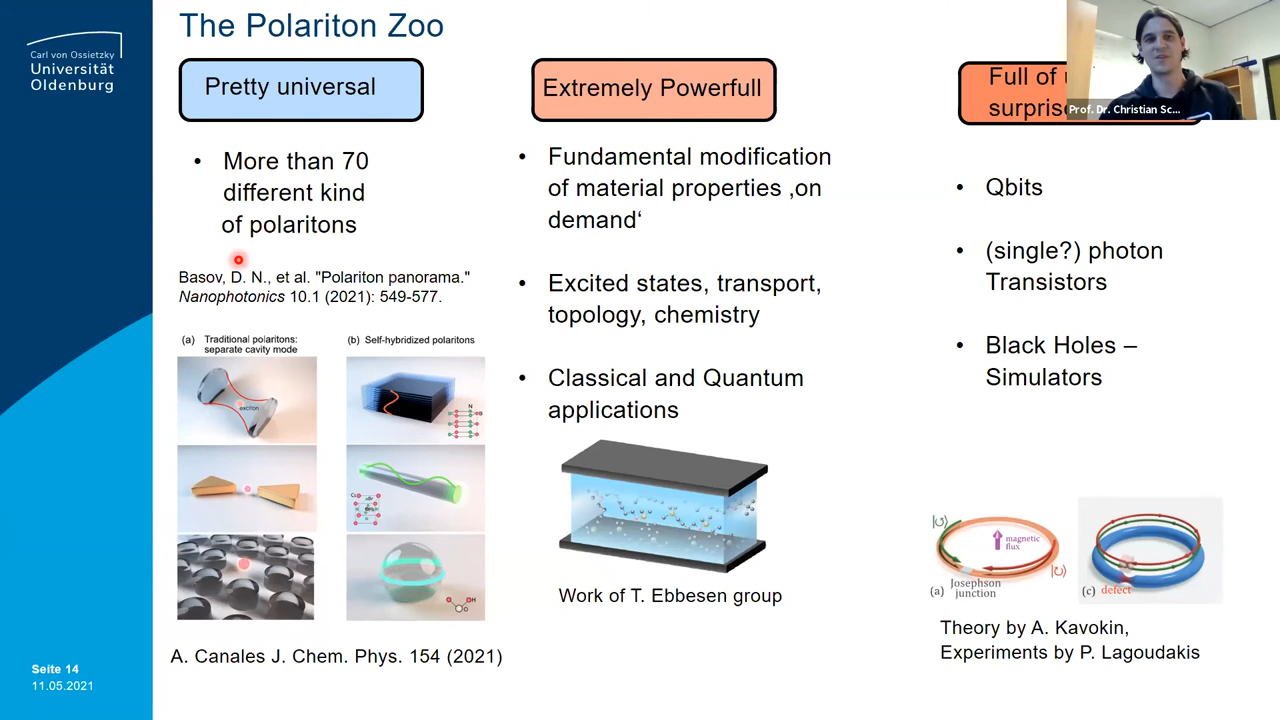 The Polariton Zoo
Carl von Ossietzky
Universität
Oldenburg
Pretty universal
• More than 70
different kind
of polaritons
Basov, D. N., et al. "Polariton panorama."
Nanophotonics 10.1 (2021): 549-577.
(a) Traditional polaritons:
separate cavity mode
(b) Self-hybridized polaritons
exciton
A. Canales J. Chem. Phys. 154 (2021)
Extremely Powerfull
• Fundamental modification
of material properties ‚on
demand‘
• Excited states, transport,
topology, chemistry
• Classical and Quantum
applications
Work of T. Ebbesen group
Full of
surpris
Prof. Dr. Christian Sc...
• Qbits
• (single?) photon
Transistors
• Black Holes –
Simulators
magnetic
flux
(a) Josephson
junction
(c) defect
Theory by A. Kavokin,
Experiments by P. Lagoudakis
Seite 14
11.05.2021